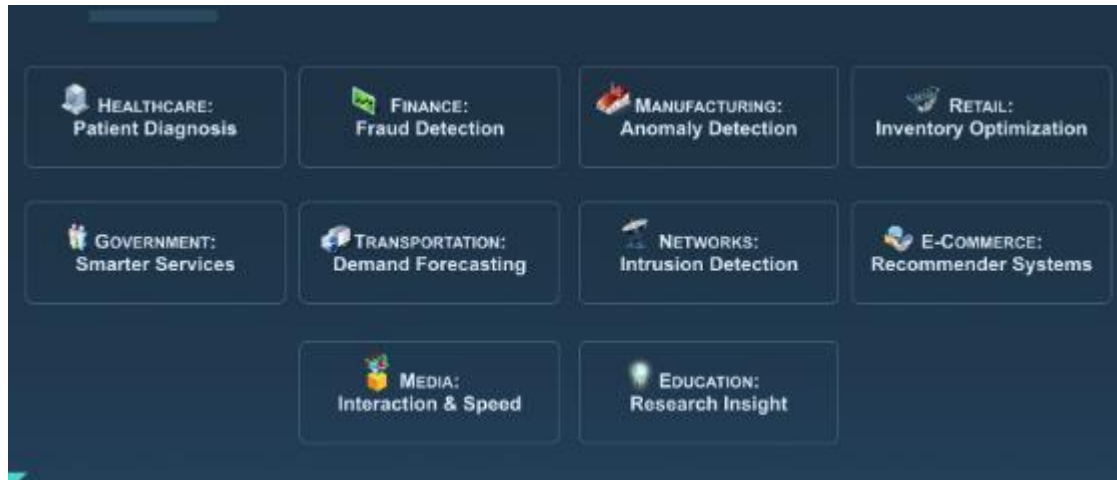 HEALTHCARE:
Patient Diagnosis
FINANCE:
Fraud Detection
MANUFACTURING:
Anomaly Detection
RETAIL:
Inventory Optimization
GOVERNMENT:
Smarter Services
TRANSPORTATION:
Demand Forecasting
NETWORKS:
Intrusion Detection
E-COMMERCE:
Recommender Systems
MEDIA:
Interaction & Speed
EDUCATION:
Research Insight